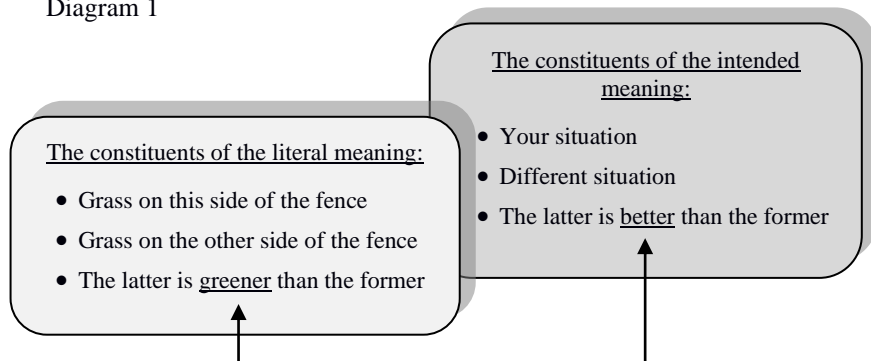 Diagram 1
The constituents of the intended
meaning:
• Your situation
• Different situation
• The latter is better than the former
The constituents of the literal meaning:
• Grass on this side of the fence
• Grass on the other side of the fence
• The latter is greener than the former